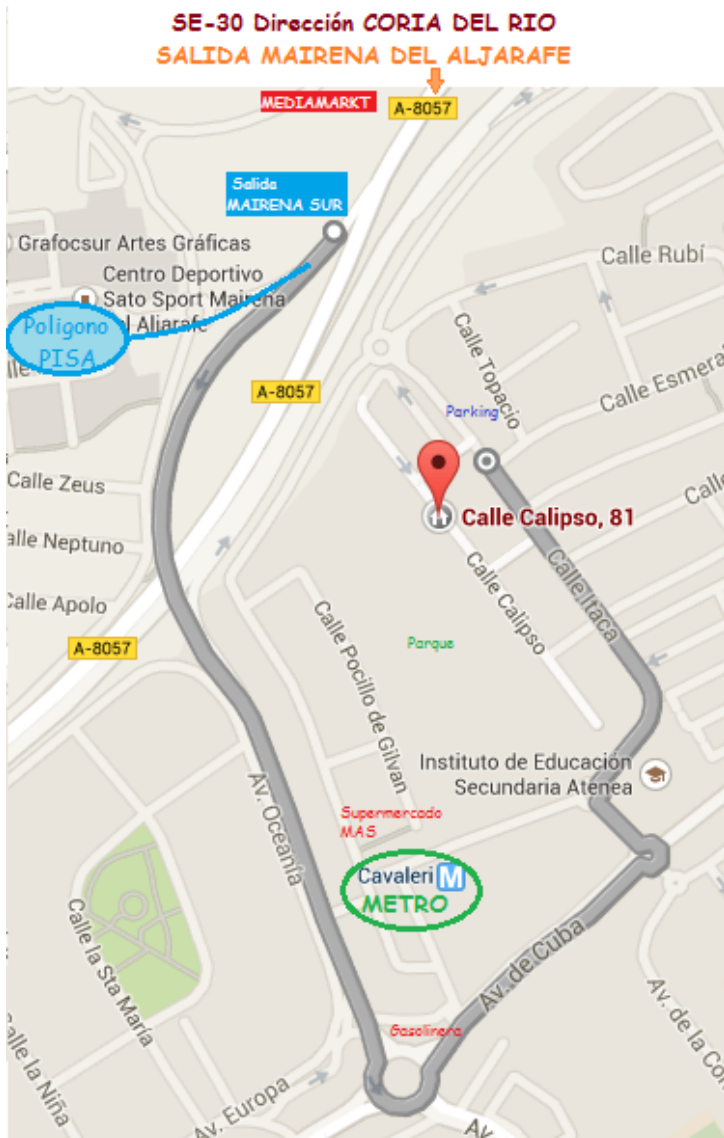 SE-30 Dirección CORIA DEL RIO
SALIDA MAIRENA DEL ALJARAFE
MEDIAMARKT
A-8057
Salida
MAIRENA SUR
Grafocsur Artes Gráficas
Calle Rubí
Centro Deportivo
Sato Sport Mairena
l Aljarafe
Poligono
PISA
Calle Topacio
A-8057
Calle Esmeral
Parking
Calle Zeus
Calle Calipso, 81
alle Neptuno
Calle Itaca
Calle Apolo
Calle Calipso
Calle Pocillo de Gilvan
Parque
A-8057
Instituto de Educación
Secundaria Atenea
Av. Oceanía
Supermercado
MAS
Cavaleri M
METRO
Calle la Sta María
Av. de Cuba
Av. de la Con
Gasolinera
Calle la Niña
Av. Europa
Av.